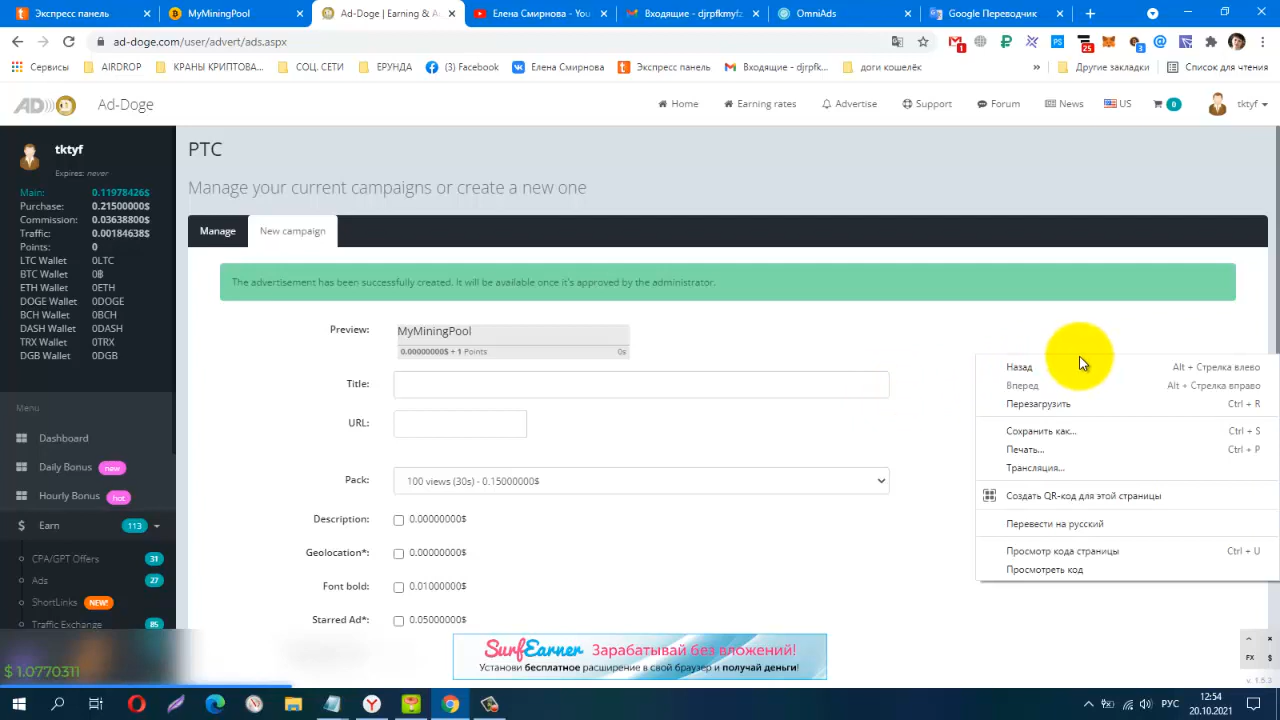 Экспресс панель
MyMiningPool
Ad-Doge | Earning & Ac
Елена Смирнова - You
Входящие - djrpfkmyfz
OmniAds
Google Переводчик
ad-doge.com/user/advert/ads.aspx
1
25
3
Сервисы
AIRDROP
КРАНЫ КРИПТОВА...
СОЦ. СЕТИ
ЕРУНДА
(3) Facebook
Елена Смирнова
Экспресс панель
Входящие - djrpfk...
доги кошелёк
»
Другие закладки
Список для чтения
AD
Ad-Doge
Home
Earning rates
Advertise
Support
Forum
News
US
0
tktyf
tktyf
Expires: never
Main: 0.11978426$
Purchase: 0.21500000$
Commission: 0.03638800$
Traffic: 0.00184638$
Points: 0
LTC Wallet 0LTC
BTC Wallet 0฿
ETH Wallet 0ETH
DOGE Wallet 0DOGE
BCH Wallet 0BCH
DASH Wallet 0DASH
TRX Wallet 0TRX
DGB Wallet 0DGB
Menu
Dashboard
Daily Bonus new
Hourly Bonus hot
$ Earn 113
CPA/GPT Offers 31
Ads 27
ShortLinks NEW!
Traffic Exchange 85
$ 1.0770311
PTC
Manage your current campaigns or create a new one
Manage
New campaign
The advertisement has been successfully created. It will be available once it's approved by the administrator.
Preview:
MyMiningPool
0.00000000$ + 1 Points 0s
Title:
URL:
Pack: 100 views (30s) - 0.15000000$
Description: 0.00000000$
Geolocation*: 0.00000000$
Font bold: 0.01000000$
Starred Ad*: 0.05000000$
Назад Alt + Стрелка влево
Вперед Alt + Стрелка вправо
Перезагрузить Ctrl + R
Сохранить как... Ctrl + S
Печать... Ctrl + P
Трансляция...
Создать QR-код для этой страницы
Перевести на русский
Просмотр кода страницы Ctrl + U
Просмотреть код
SurfEarner Зарабатывай без вложений!
Установи бесплатное расширение в свой браузер и получай деньги!
FX $
v. 1.5.3
РУС
12:54
20.10.2021